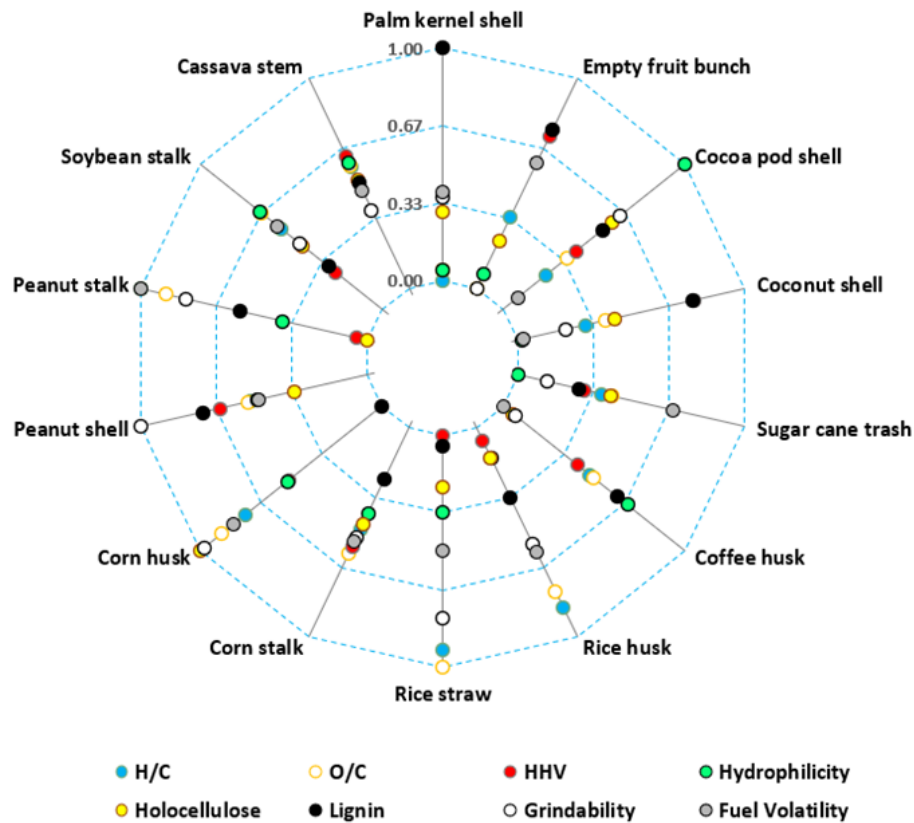 Palm kernel shell
1.00
Cassava stem
Empty fruit bunch
0.67
Soybean stalk
Cocoa pod shell
0.33
0.00
Peanut stalk
Coconut shell
Peanut shell
Sugar cane trash
Corn husk
Coffee husk
Corn stalk
Rice husk
Rice straw
H/C
O/C
HHV
Hydrophilicity
Holocellulose
Lignin
Grindability
Fuel Volatility